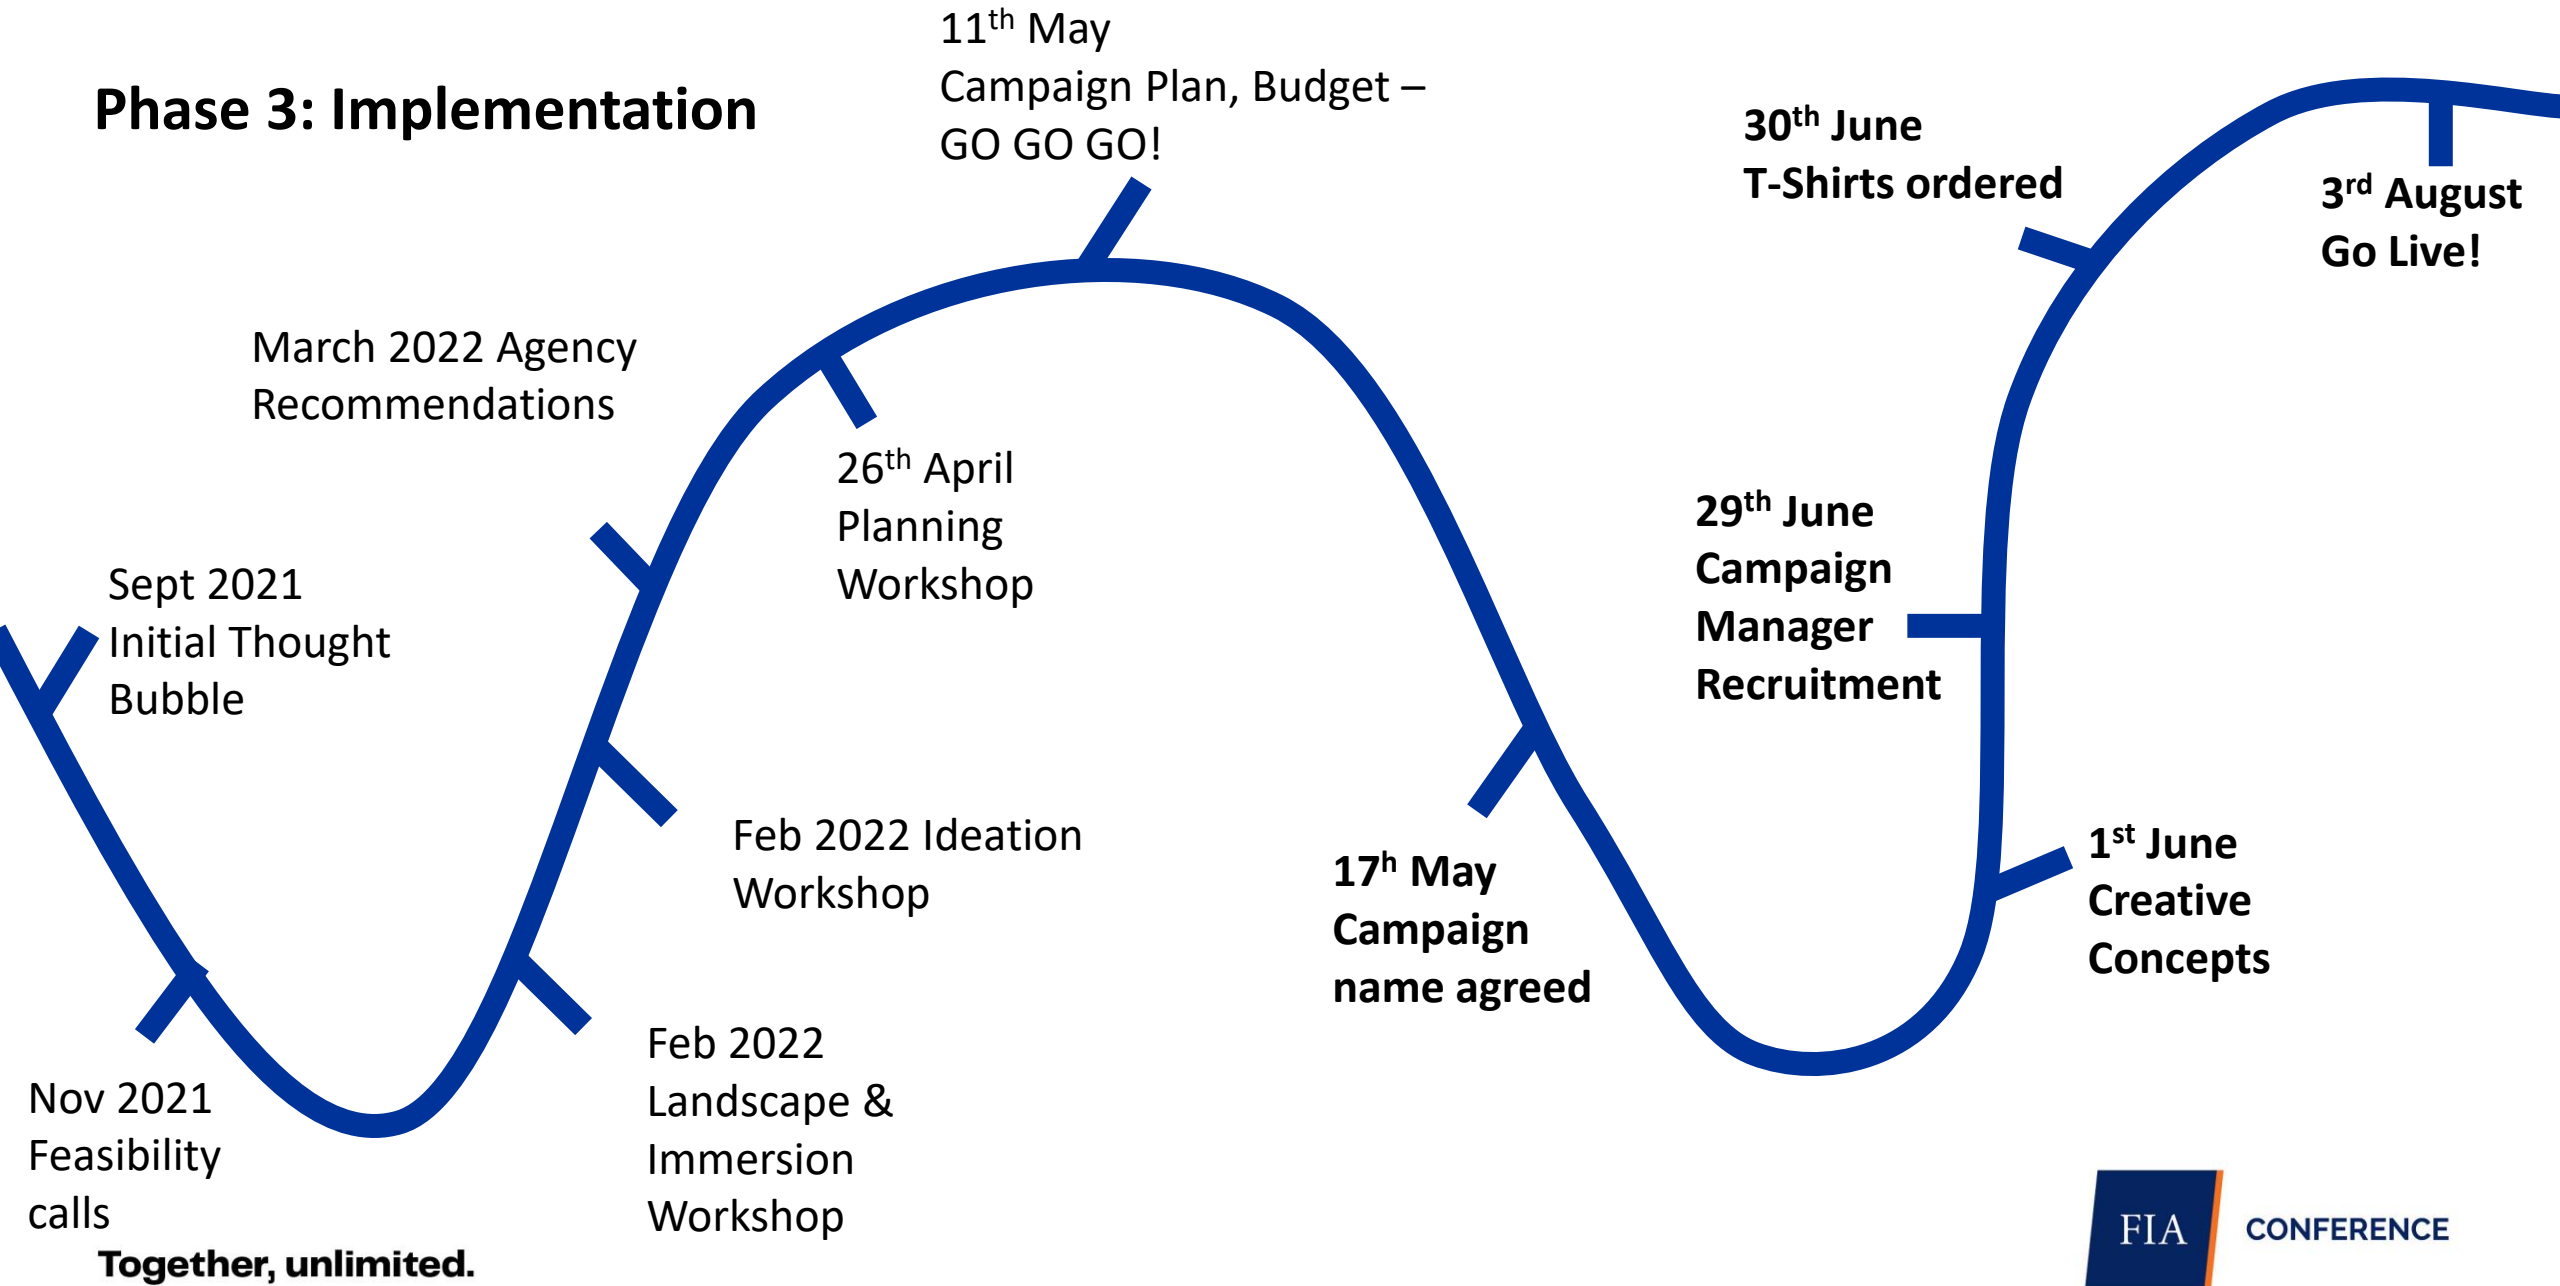 Phase 3: Implementation
11th May
Campaign Plan, Budget –
GO GO GO!
30th June
T-Shirts ordered
3rd August
Go Live!
March 2022 Agency
Recommendations
26th April
Planning
Workshop
Sept 2021
Initial Thought
Bubble
29th June
Campaign
Manager
Recruitment
Feb 2022 Ideation
Workshop
17h May
Campaign
name agreed
1st June
Creative
Concepts
Feb 2022
Landscape &
Immersion
Workshop
Nov 2021
Feasibility
calls
Together, unlimited.
FIA
CONFERENCE